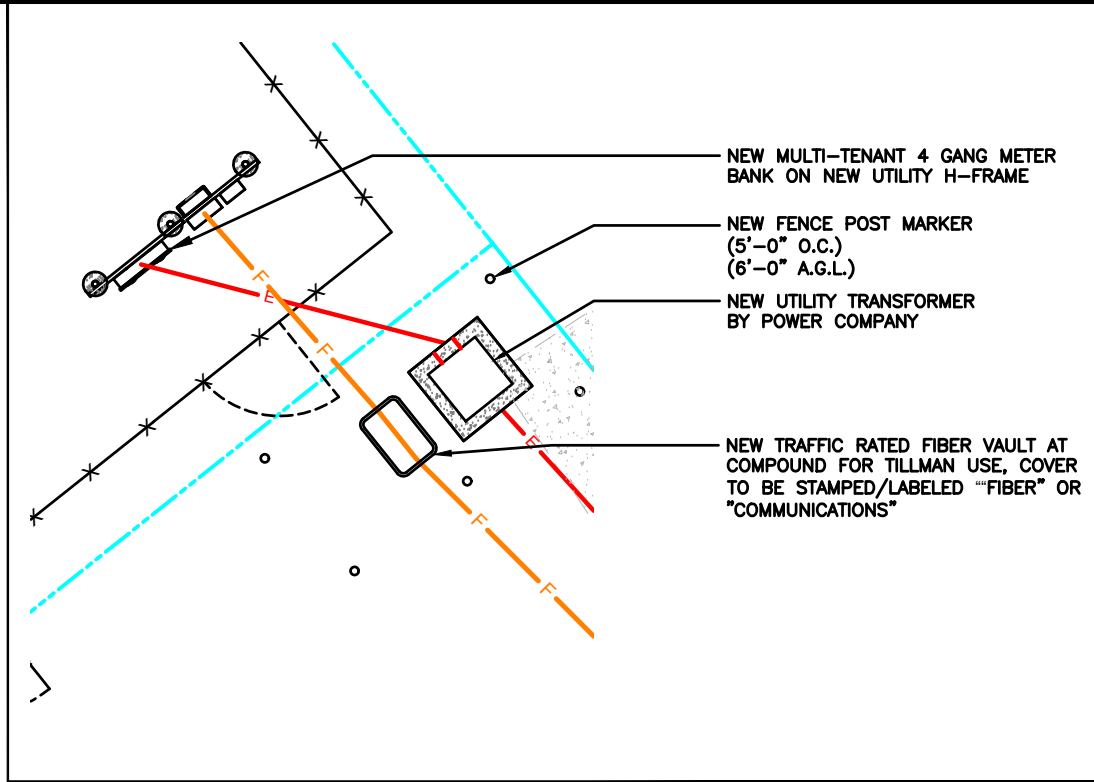 NEW MULTI-TENANT 4 GANG METER
BANK ON NEW UTILITY H-FRAME
NEW FENCE POST MARKER
(5'-0" O.C.)
(6'-0" A.G.L.)
NEW UTILITY TRANSFORMER
BY POWER COMPANY
NEW TRAFFIC RATED FIBER VAULT AT
COMPOUND FOR TILLMAN USE, COVER
TO BE STAMPED/LABELED ""FIBER" OR
"COMMUNICATIONS"
F
E
F
E
F
F